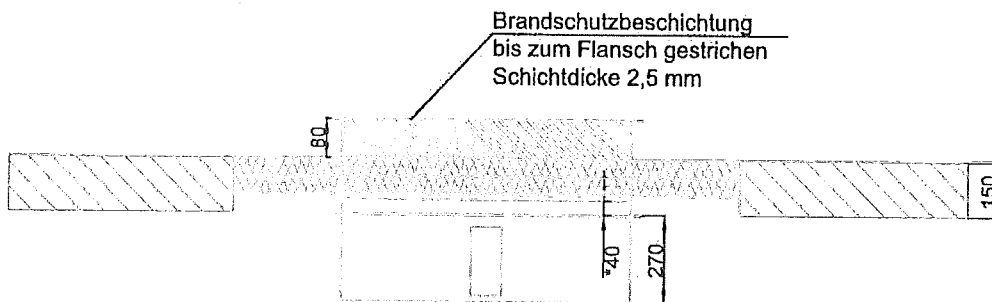 Brandschutzbeschichtung
bis zum Flansch gestrichen
Schichtdicke 2,5 mm
80
150
*40
270